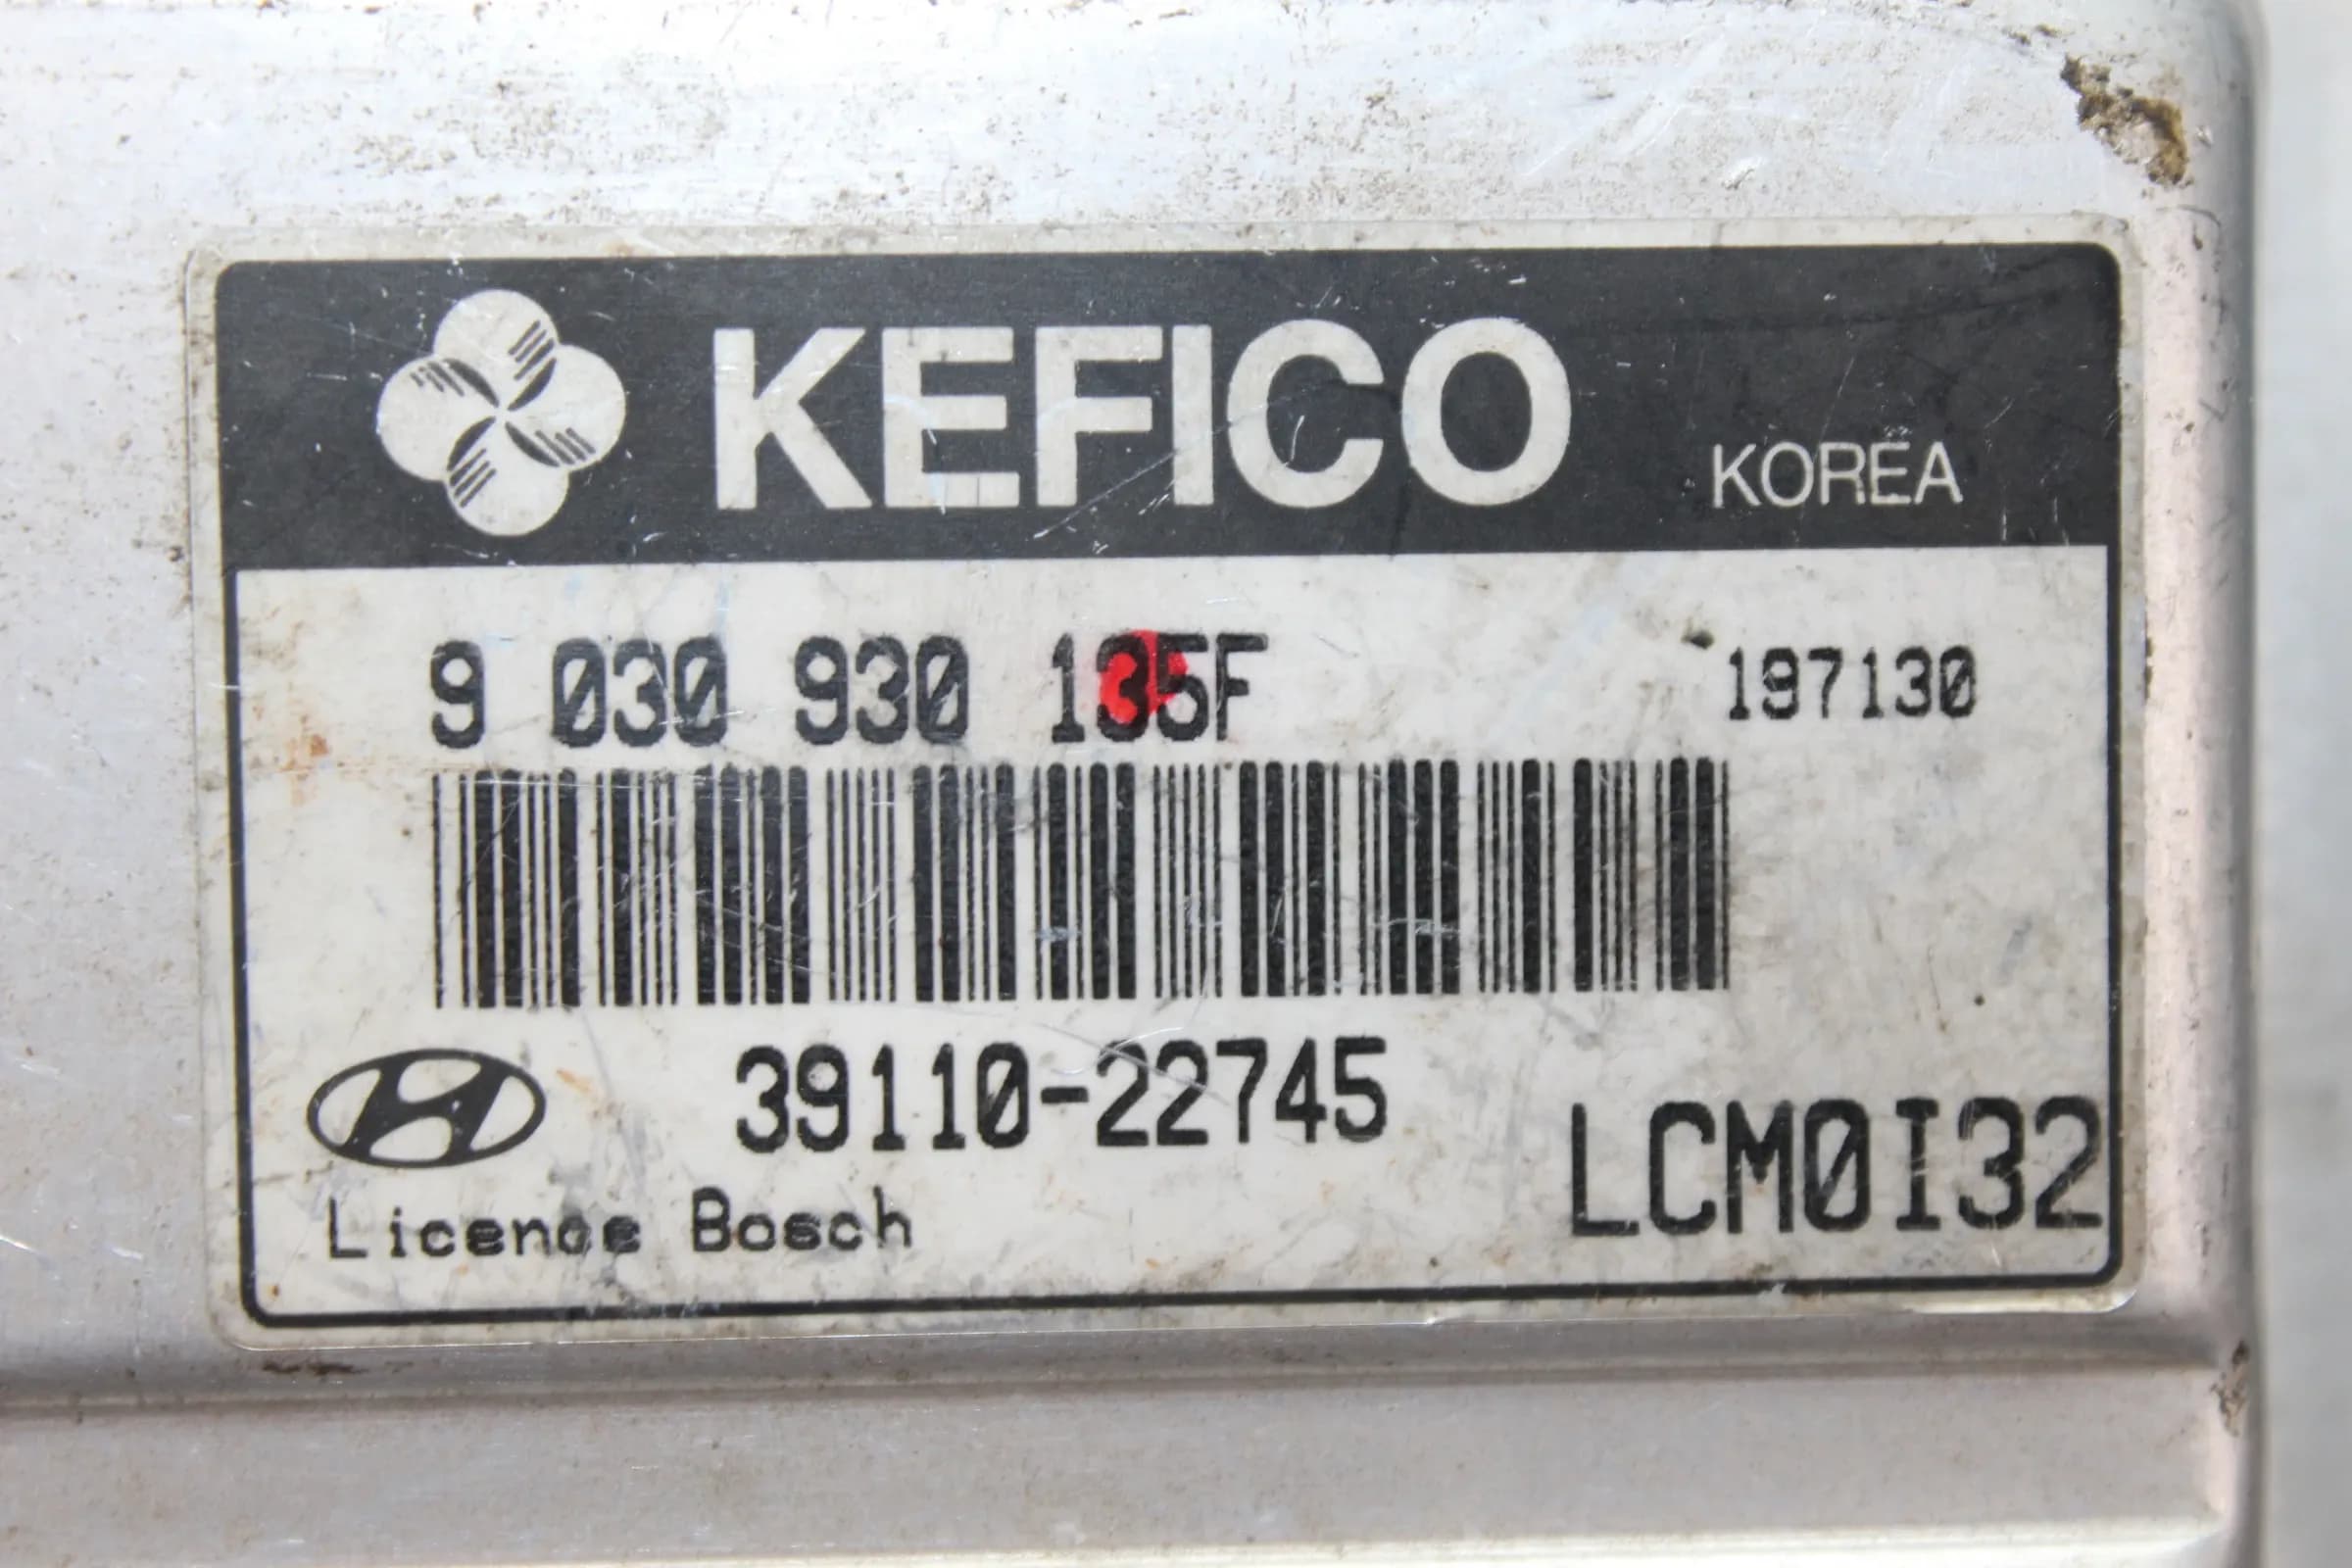 KEFICO KOREA
9 030 930 135F 197130
39110-22745
LCM0I32
Licence Bosch